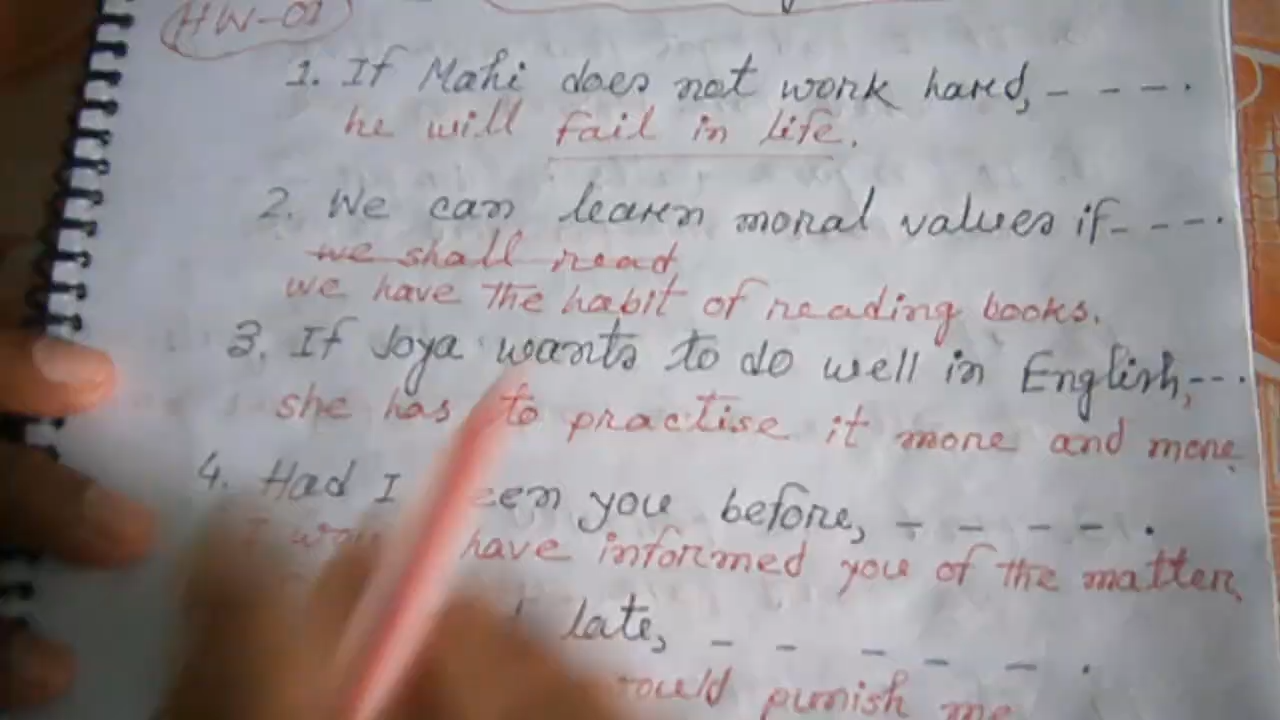 HW-01
1. If Mahi does not work hard, - - - -.
he will fail in life.
2. We can learn moral values if - - - -.
we shall read
we have the habit of reading books.
3. If Joya wants to do well in English, - - -.
she has to practise it more and more.
4. Had I seen you before, - - - - .
I have informed you of the matter.
late, - - - - - .
would punish me